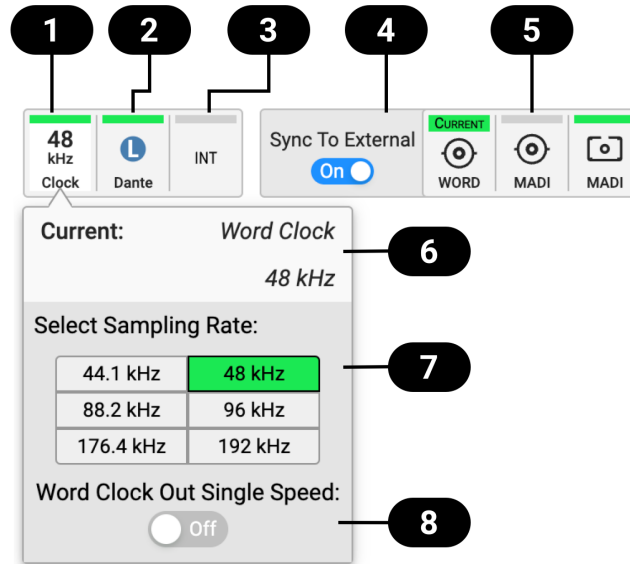 1 2 3 4 5
48
kHz
Clock
L
Dante
INT
Sync To External
On
CURRENT
WORD
MADI
MADI
Current: Word Clock
48 kHz
6
Select Sampling Rate:
44.1 kHz 48 kHz
7
88.2 kHz 96 kHz
176.4 kHz 192 kHz
Word Clock Out Single Speed:
Off
8